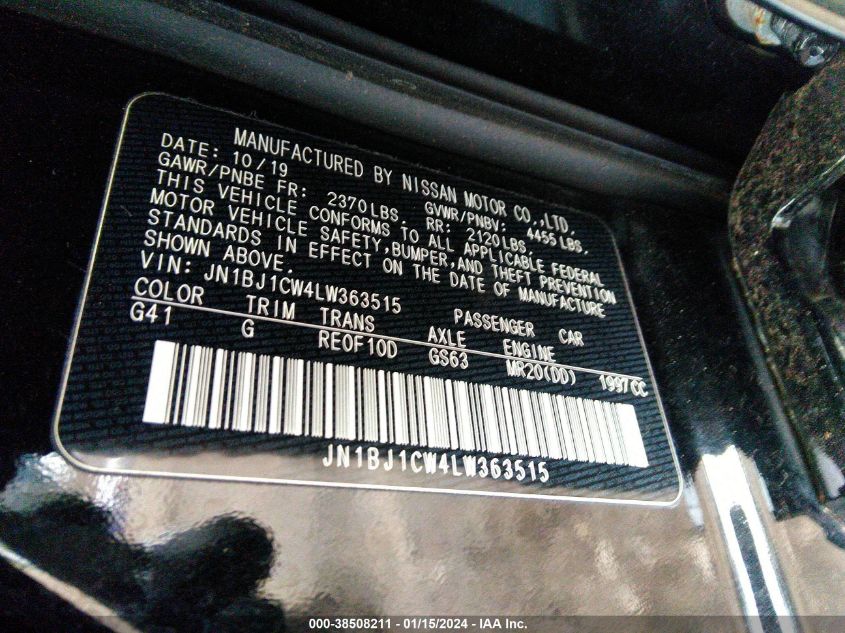 MANUFACTURED BY NISSAN MOTOR CO.,LTD.
DATE: 10/19
GAWR/PNBE FR: 2370LBS. GVWR/PNBV: 4455LBS.
RR: 2120LBS.
THIS VEHICLE CONFORMS TO ALL APPLICABLE FEDERAL
MOTOR VEHICLE SAFETY,BUMPER,AND THEFT PREVENTION
STANDARDS IN EFFECT ON THE DATE OF MANUFACTURE
SHOWN ABOVE.
VIN: JN1BJ1CW4LW363515
PASSENGER CAR
COLOR TRIM TRANS AXLE ENGINE
G41 G RE0F10D GS63 MR20(DD) 1997CC
JN1BJ1CW4LW363515
000-38508211 - 01/15/2024 - IAA Inc.